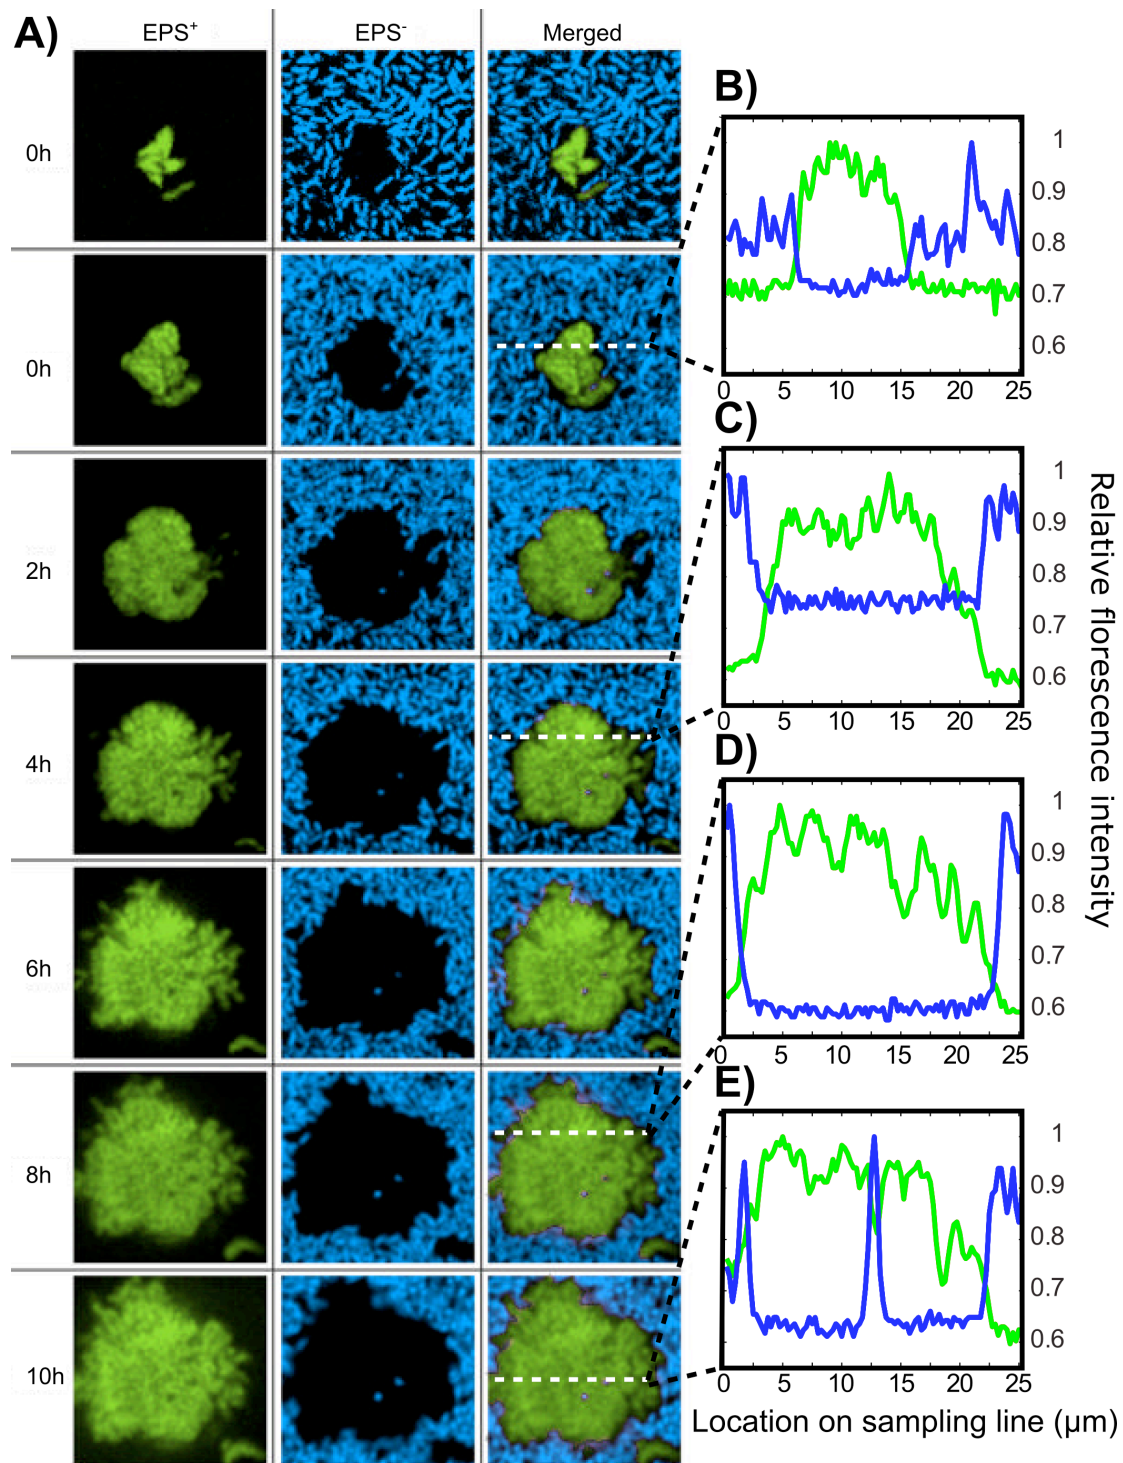 A)
EPS+
EPS-
Merged
0h
0h
2h
4h
6h
8h
10h
B)
1
0.9
0.8
0.7
0.6
0 5 10 15 20 25
C)
1
0.9
0.8
0.7
0.6
0 5 10 15 20 25
D)
1
0.9
0.8
0.7
0.6
0 5 10 15 20 25
E)
1
0.9
0.8
0.7
0.6
0 5 10 15 20 25
Location on sampling line (μm)
Relative florescence intensity